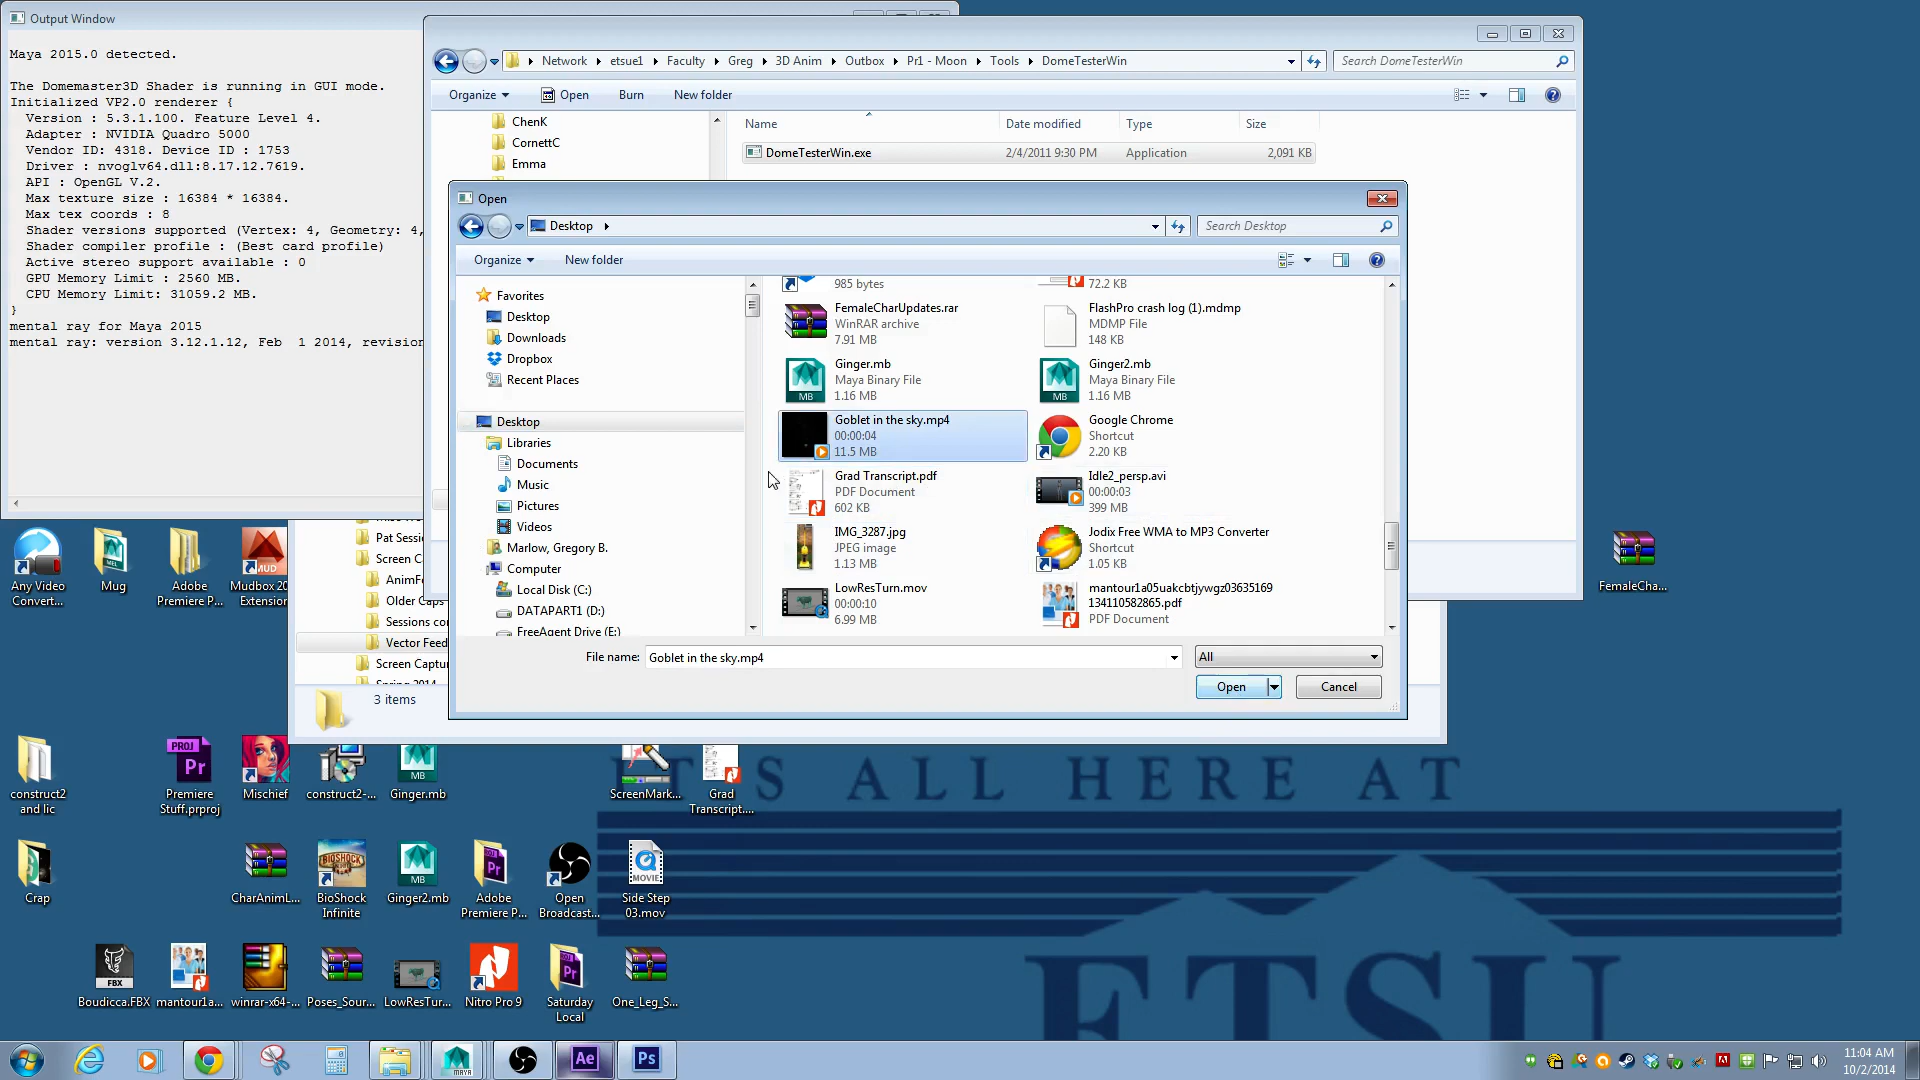 Output Window
Maya 2015.0 detected.
The Domemaster3D Shader is running in GUI mode.
Initialized VP2.0 renderer {
Version : 5.3.1.100. Feature Level 4.
Adapter : NVIDIA Quadro 5000
Vendor ID: 4318. Device ID : 1753
Driver : nvoglv64.dll:8.17.12.7619.
API : OpenGL V.2.
Max texture size : 16384 * 16384.
Max tex coords : 8
Shader versions supported (Vertex: 4, Geometry: 4,
Shader compiler profile : (Best card profile)
Active stereo support available : 0
GPU Memory Limit : 2560 MB.
CPU Memory Limit: 31059.2 MB.
}
mental ray for Maya 2015
mental ray: version 3.12.1.12, Feb 1 2014, revision
Network etsue1 Faculty Greg 3D Anim Outbox Pr1 - Moon Tools DomeTesterWin
Search DomeTesterWin
Organize Open Burn New folder
ChenK
CornettC
Emma
Name Date modified Type Size
DomeTesterWin.exe 2/4/2011 9:30 PM Application 2,091 KB
Open
Desktop
Search Desktop
Organize New folder
Favorites
Desktop
Downloads
Dropbox
Recent Places
Desktop
Libraries
Documents
Music
Pictures
Videos
Marlow, Gregory B.
Computer
Local Disk (C:)
DATAPART1 (D:)
FreeAgent Drive (E:)
985 bytes
72.2 KB
FemaleCharUpdates.rar
WinRAR archive
7.91 MB
FlashPro crash log (1).mdmp
MDMP File
148 KB
Ginger.mb
Maya Binary File
1.16 MB
Ginger2.mb
Maya Binary File
1.16 MB
Goblet in the sky.mp4
00:00:04
11.5 MB
Google Chrome
Shortcut
2.20 KB
Grad Transcript.pdf
PDF Document
602 KB
Idle2_persp.avi
00:00:03
399 MB
IMG_3287.jpg
JPEG image
1.13 MB
Jodix Free WMA to MP3 Converter
Shortcut
1.05 KB
LowResTurn.mov
00:00:10
6.99 MB
mantour1a05uakcbtjywgz03635169
134110582865.pdf
PDF Document
File name: Goblet in the sky.mp4
All
Open
Cancel
Pat Sessi
Screen C
AnimFe
Older Caps
Sessions co
Vector Feed
Screen Captu
Spring 2014
3 items
Any Video
Convert...
Mug
Adobe
Premiere P...
Mudbox 20
Extension
FemaleCha...
construct2
and lic
Premiere
Stuff.prproj
Mischief
construct2-...
Ginger.mb
ScreenMark...
Grad
Transcript....
IT'S ALL HERE AT
Crap
CharAnimL...
BioShock
Infinite
Ginger2.mb
Adobe
Premiere P...
Open
Broadcast...
Side Step
03.mov
Boudicca.FBX
mantour1a...
winrar-x64-...
Poses_Sour...
LowResTur...
Nitro Pro 9
Saturday
Local
One_Leg_S...
ETSU
11:04 AM
10/2/2014